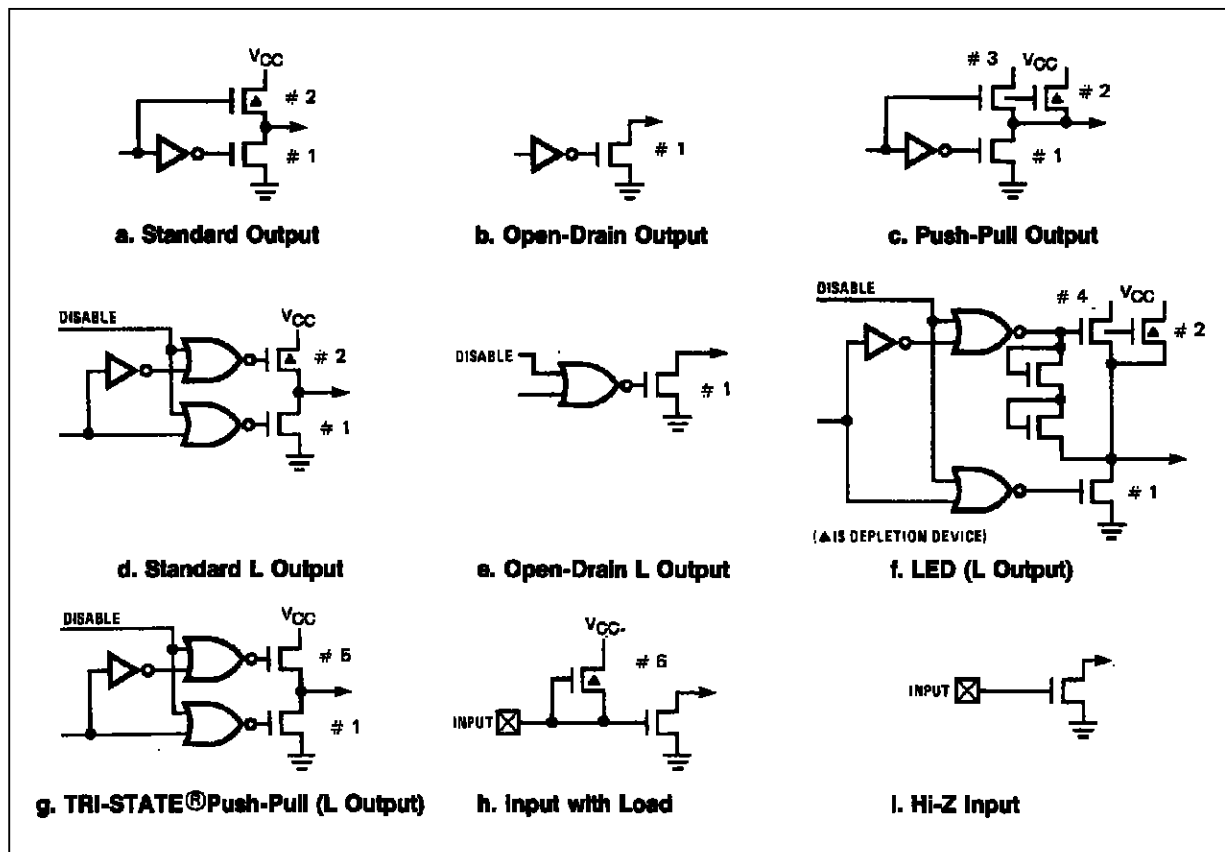 VCC
# 2
# 1
a. Standard Output
# 1
b. Open-Drain Output
# 3 VCC
# 2
# 1
c. Push-Pull Output
DISABLE
VCC
# 2
# 1
d. Standard L Output
DISABLE
# 1
e. Open-Drain L Output
DISABLE
# 4 VCC
# 2
# 1
(▲IS DEPLETION DEVICE)
f. LED (L Output)
DISABLE
VCC
# 5
# 1
g. TRI-STATE® Push-Pull (L Output)
VCC
# 6
INPUT
h. Input with Load
INPUT
i. Hi-Z Input